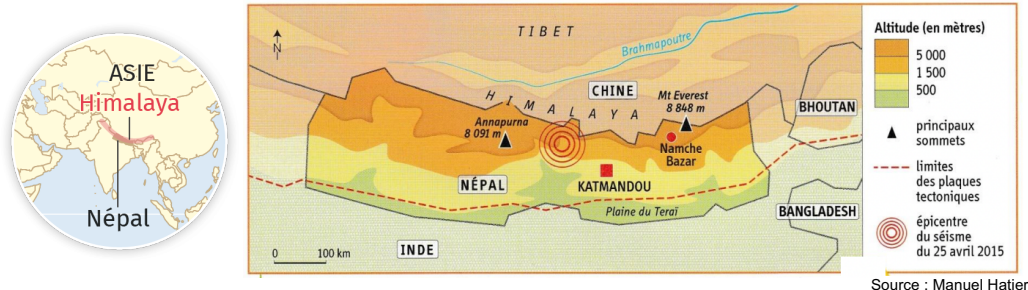 ASIE
Himalaya
Népal
TIBET
Brahmapoutre
N
HIMALAYA
CHINE
Mt Everest
8 848 m
Annapurna
8 091 m
Namche
Bazar
NÉPAL
KATMANDOU
Plaine du Teraï
INDE
0 100 km
BHOUTAN
BANGLADESH
Altitude (en mètres)
5 000
1 500
500
principaux
sommets
limites
des plaques
tectoniques
épicentre
du séisme
du 25 avril 2015
Source : Manuel Hatier